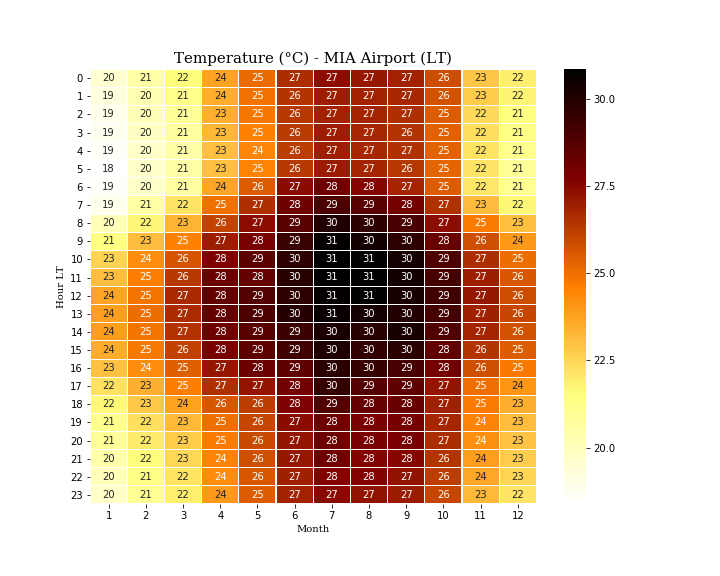 Temperature (°C) - MIA Airport (LT)
0 20 21 22 24 25 27 27 27 27 26 23 22
1 19 20 21 24 25 26 27 27 27 26 23 22
2 19 20 21 23 25 26 27 27 27 25 22 21
3 19 20 21 23 25 26 27 27 26 25 22 21
4 19 20 21 23 24 26 27 27 27 25 22 21
5 18 20 21 23 25 26 27 27 26 25 22 21
6 19 20 21 24 26 27 28 28 27 25 22 21
7 19 21 22 25 27 28 29 29 28 27 23 22
8 20 22 23 26 27 29 30 30 29 27 25 23
9 21 23 25 27 28 29 31 30 30 28 26 24
10 23 24 26 28 29 30 31 31 30 29 27 25
11 23 25 26 28 28 30 31 31 30 29 27 26
12 24 25 27 28 29 30 31 31 30 29 27 26
13 24 25 27 28 29 30 31 30 30 29 27 26
14 24 25 27 28 29 29 30 30 30 29 27 26
15 24 25 26 28 29 29 30 30 30 28 26 25
16 23 24 25 27 28 29 30 30 29 28 26 25
17 22 23 25 27 27 28 30 29 29 27 25 24
18 22 23 24 26 26 28 29 28 28 27 25 23
19 21 22 23 25 26 27 28 28 28 27 24 23
20 21 22 23 25 26 27 28 28 28 27 24 23
21 20 22 23 24 26 27 28 28 28 26 24 23
22 20 21 22 24 26 27 28 28 27 26 24 23
23 20 21 22 24 25 27 27 27 27 26 23 22
1 2 3 4 5 6 7 8 9 10 11 12
Month
Hour LT
30.0
27.5
25.0
22.5
20.0